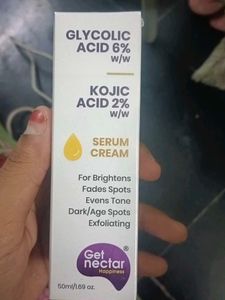 GLYCOLIC
ACID 6%
w/w
KOJIC
ACID 2%
w/w
SERUM
CREAM
For Brightens
Fades Spots
Evens Tone
Dark/Age Spots
Exfoliating
Get
nectar
Happiness
®
50ml/1.69 oz.